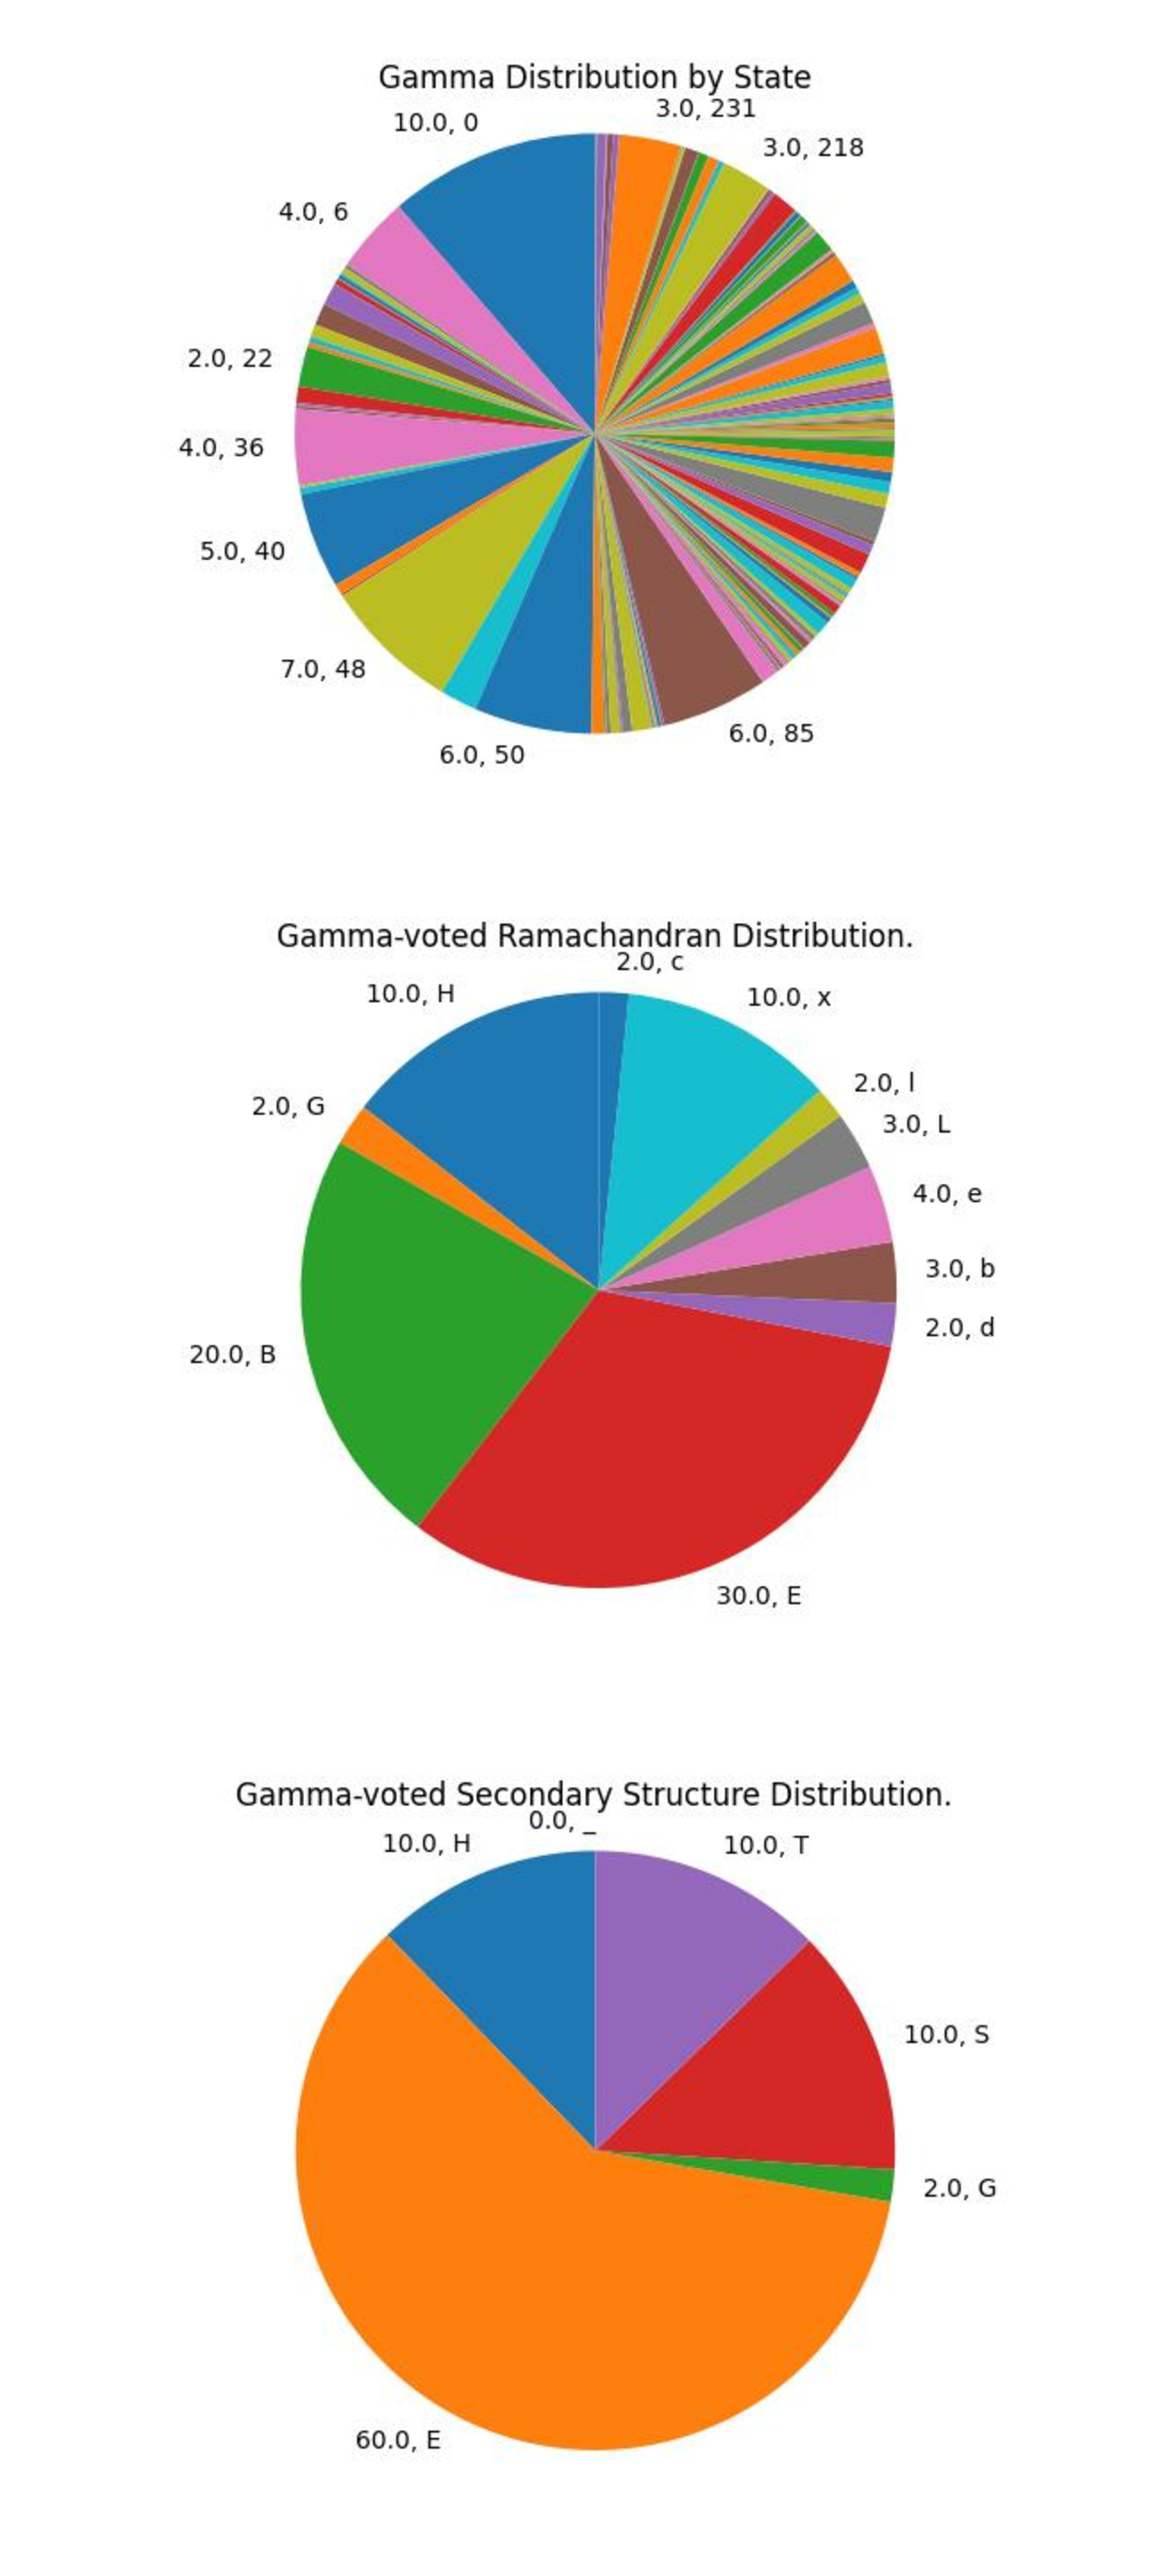 Gamma Distribution by State
3.0, 231
10.0, 0
3.0, 218
4.0, 6
2.0, 22
4.0, 36
5.0, 40
7.0, 48
6.0, 85
6.0, 50
Gamma-voted Ramachandran Distribution.
2.0, c
10.0, H
10.0, x
2.0, l
2.0, G
3.0, L
4.0, e
3.0, b
2.0, d
20.0, B
30.0, E
Gamma-voted Secondary Structure Distribution.
0.0, _
10.0, H
10.0, T
10.0, S
2.0, G
60.0, E